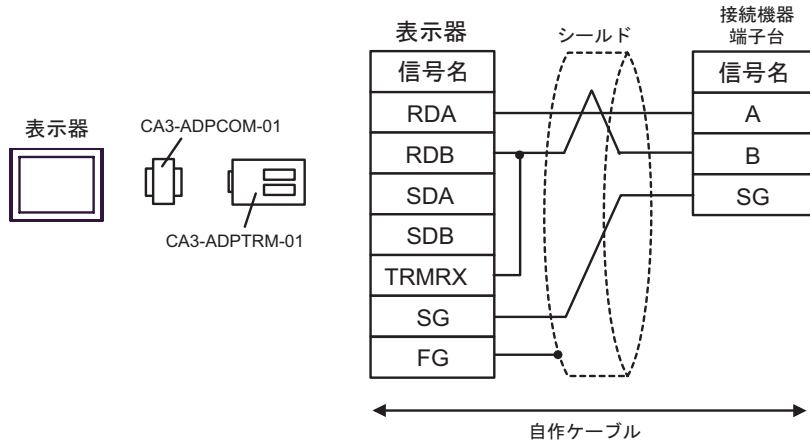 表示器
CA3-ADPCOM-01
CA3-ADPTRM-01
表示器
シールド
接続機器
端子台
信号名
信号名
RDA
A
RDB
B
SDA
SG
SDB
TRMRX
SG
FG
自作ケーブル